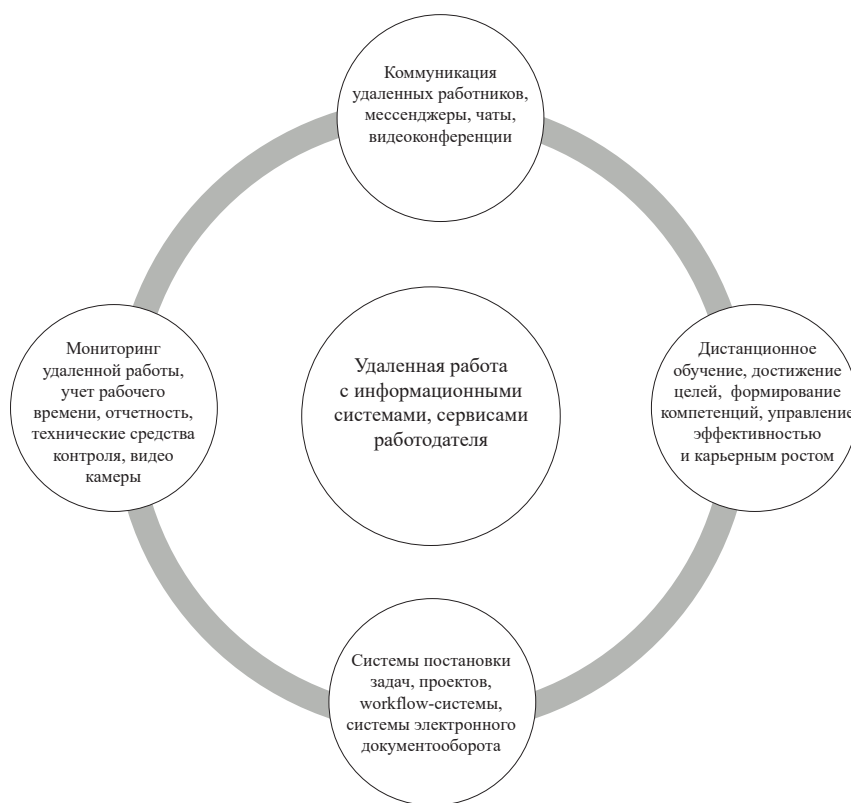 Коммуникация
удаленных работников,
мессенджеры, чаты,
видеоконференции
Мониторинг
удаленной работы,
учет рабочего
времени, отчетность,
технические средства
контроля, видео
камеры
Удаленная работа
с информационными
системами, сервисами
работодателя
Дистанционное
обучение, достижение
целей, формирование
компетенций, управление
эффективностью
и карьерным ростом
Системы постановки
задач, проектов,
workflow-системы,
системы электронного
документооборота